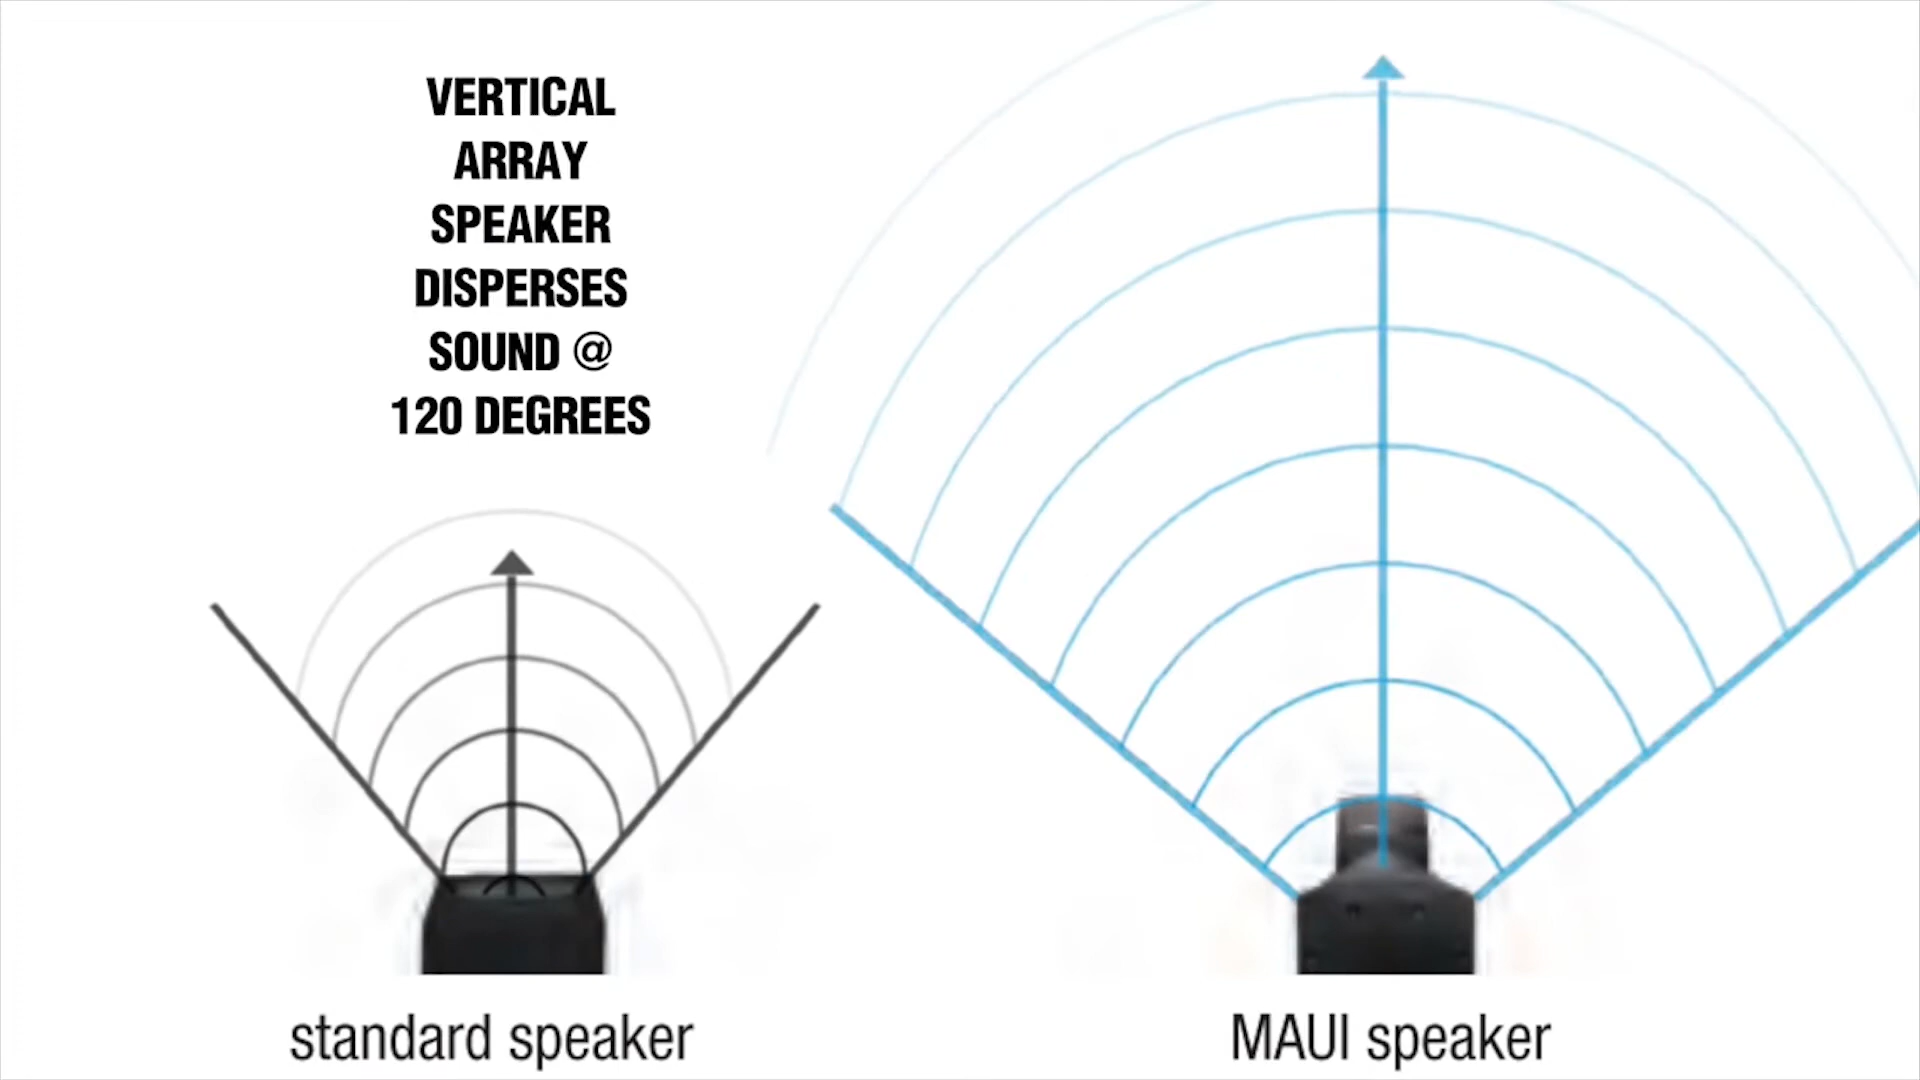 VERTICAL
ARRAY
SPEAKER
DISPERSES
SOUND @
120 DEGREES
standard speaker
MAUI speaker